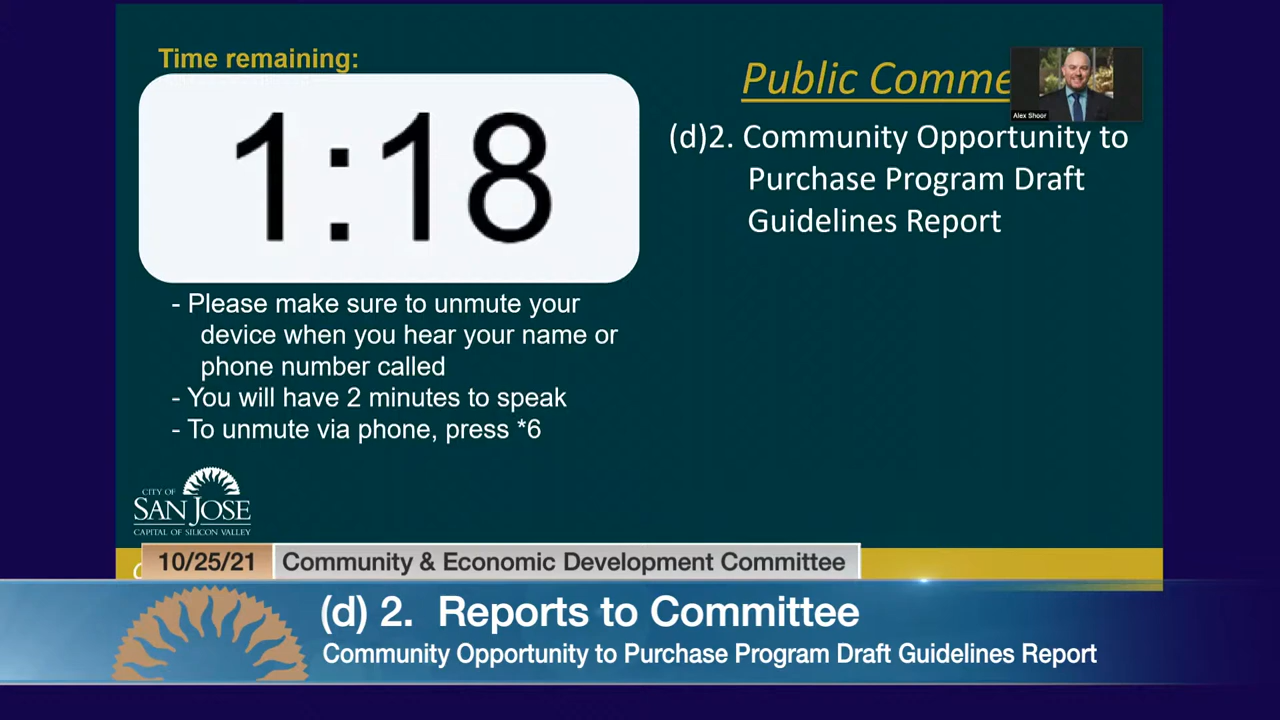 Time remaining:
1:18
- Please make sure to unmute your
device when you hear your name or
phone number called
- You will have 2 minutes to speak
- To unmute via phone, press *6
Public Comme
Alex Shoor
(d)2. Community Opportunity to
Purchase Program Draft
Guidelines Report
CITY OF
SAN JOSE
CAPITAL OF SILICON VALLEY
10/25/21 Community & Economic Development Committee
(d) 2. Reports to Committee
Community Opportunity to Purchase Program Draft Guidelines Report